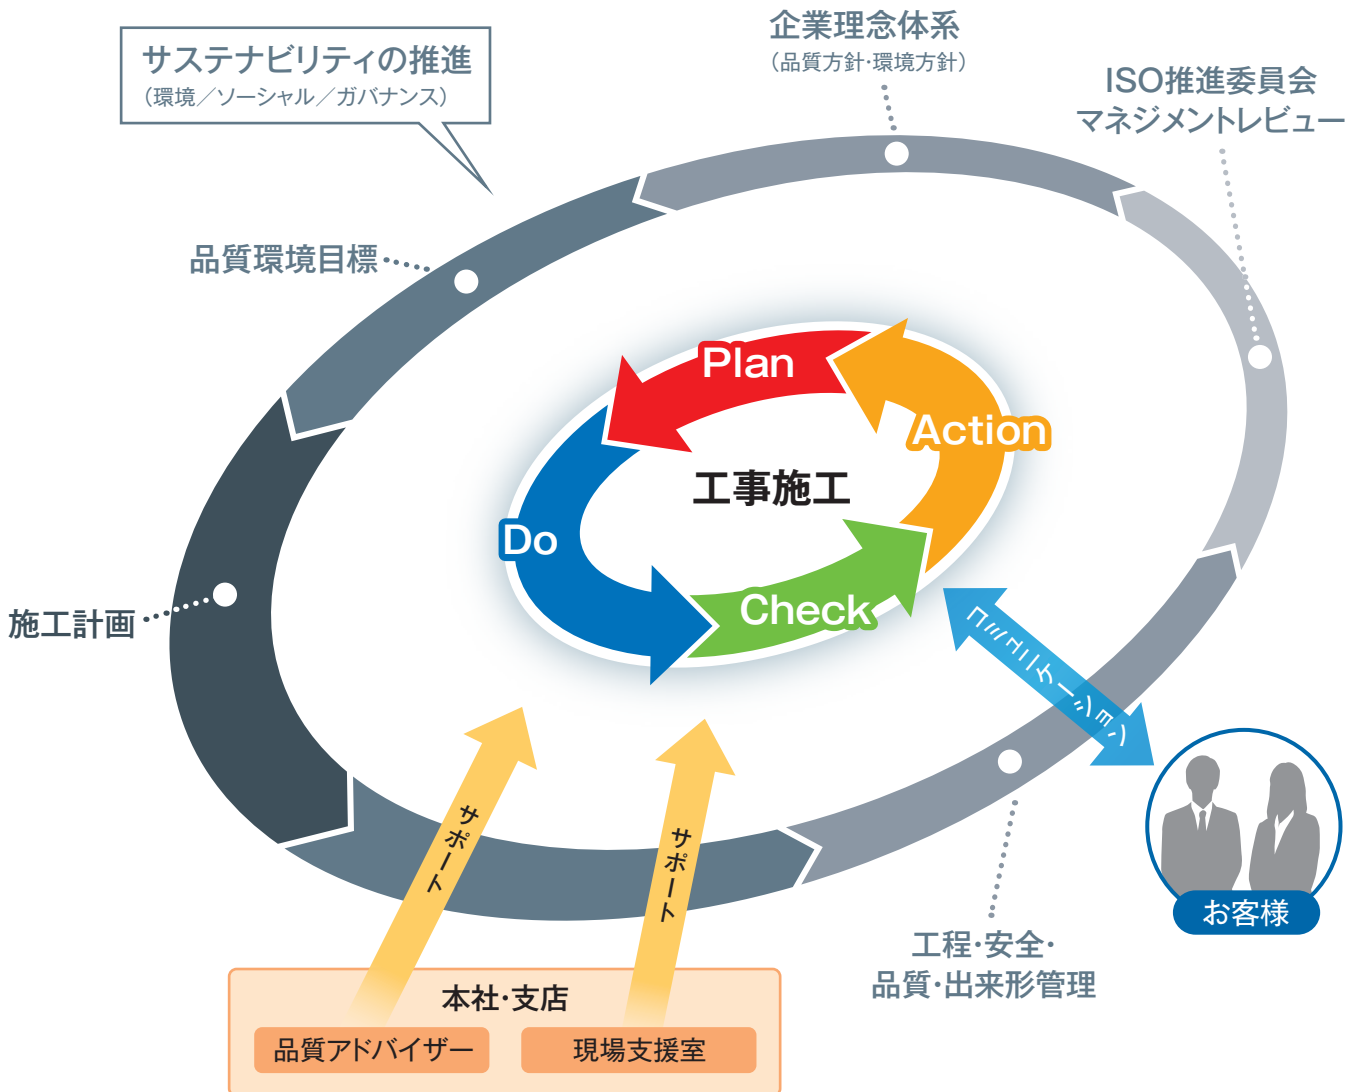 企業理念体系
（品質方針・環境方針）
サステナビリティの推進
（環境／ソーシャル／ガバナンス）
ISO推進委員会
マネジメントレビュー
品質環境目標
Plan
Action
工事施工
Do
Check
施工計画
コミュニケーション
サポート
サポート
お客様
工程・安全・
品質・出来形管理
本社・支店
品質アドバイザー
現場支援室